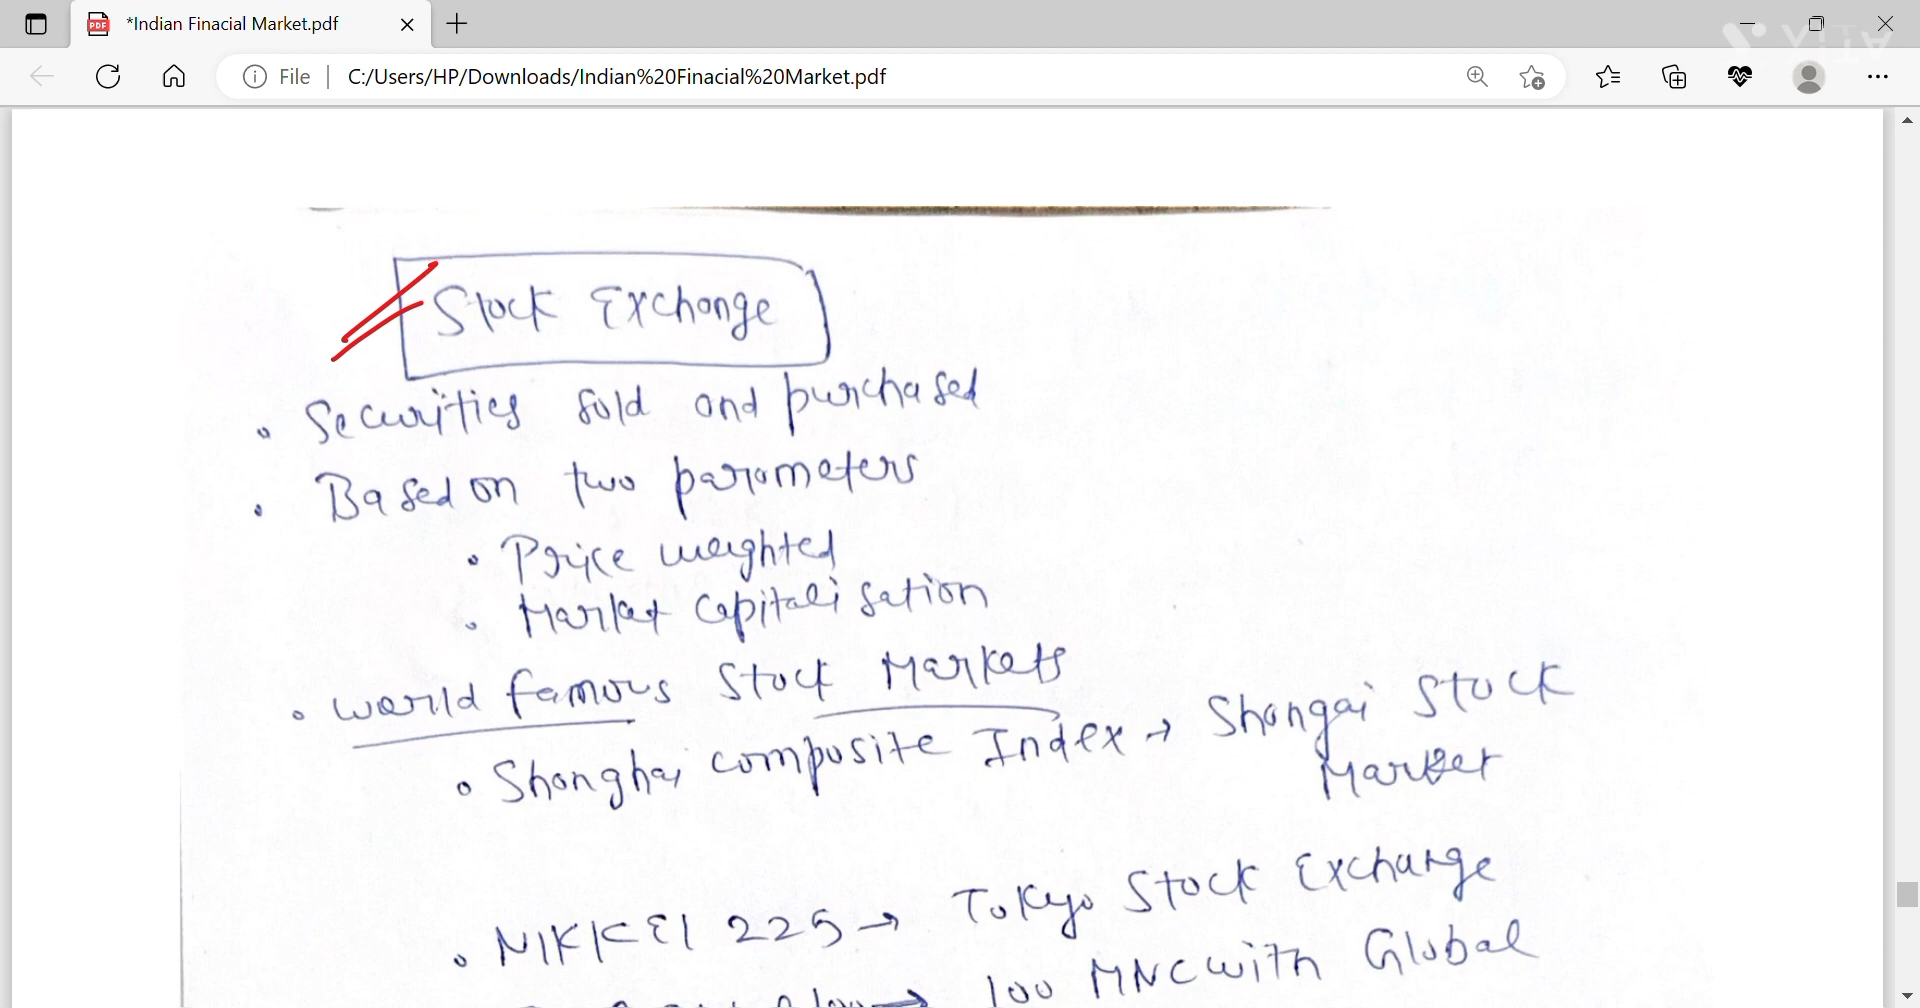 *Indian Finacial Market.pdf
File
C:/Users/HP/Downloads/Indian%20Finacial%20Market.pdf
VITA
Stock Exchange
• Securities sold and purchased
• Based on two parameters
• Price weighted
• Market Capitalisation
• World famous Stock Markets
• Shanghai composite Index → Shangai Stock
Market
• NIKKEI 225 → Tokyo Stock Exchange
→ 100 MNC with Global